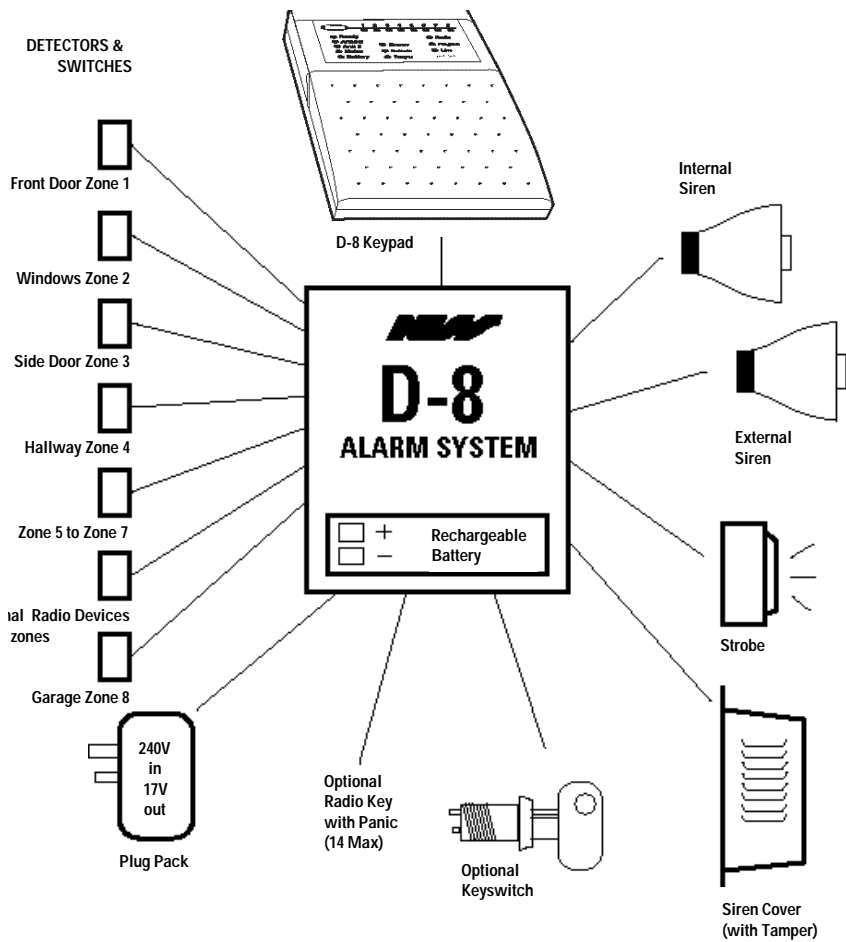 DETECTORS &
SWITCHES
Front Door Zone 1
Windows Zone 2
Side Door Zone 3
Hallway Zone 4
Zone 5 to Zone 7
Radio Devices
zones
Garage Zone 8
D-8 Keypad
NESS
D-8
ALARM SYSTEM
+
Rechargeable
–
Battery
Internal
Siren
External
Siren
Strobe
Siren Cover
(with Tamper)
240V
in
17V
out
Plug Pack
Optional
Radio Key
with Panic
(14 Max)
Optional
Keyswitch